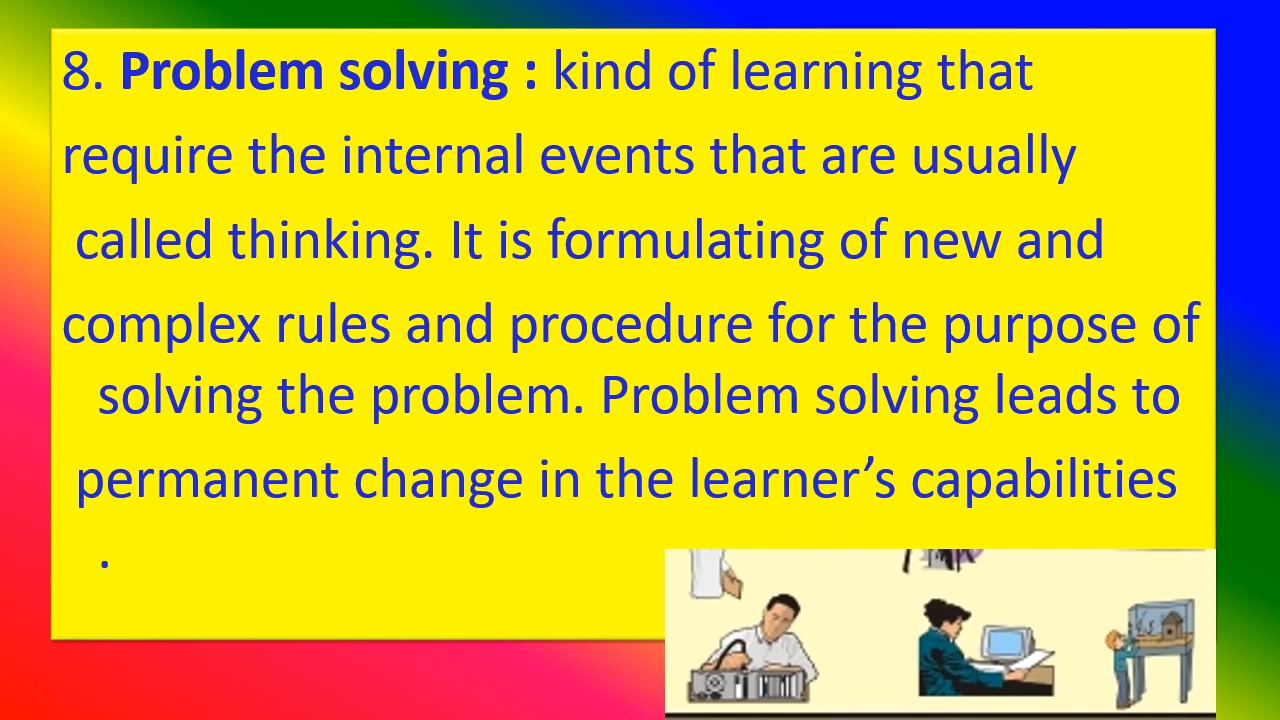 8. Problem solving : kind of learning that
require the internal events that are usually
called thinking. It is formulating of new and
complex rules and procedure for the purpose of
solving the problem. Problem solving leads to
permanent change in the learner’s capabilities
.